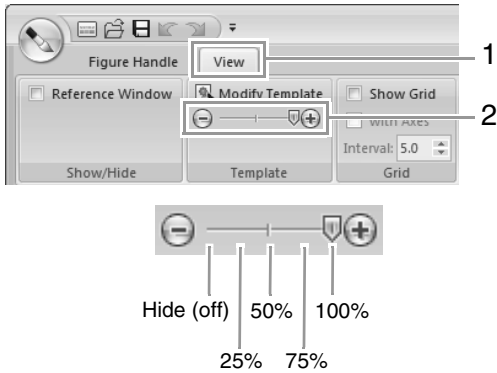 Figure Handle View 1
Reference Window Modify Template Show Grid
2
With Axes
Interval: 5.0
Show/Hide Template Grid
Hide (off) 50% 100%
25% 75%